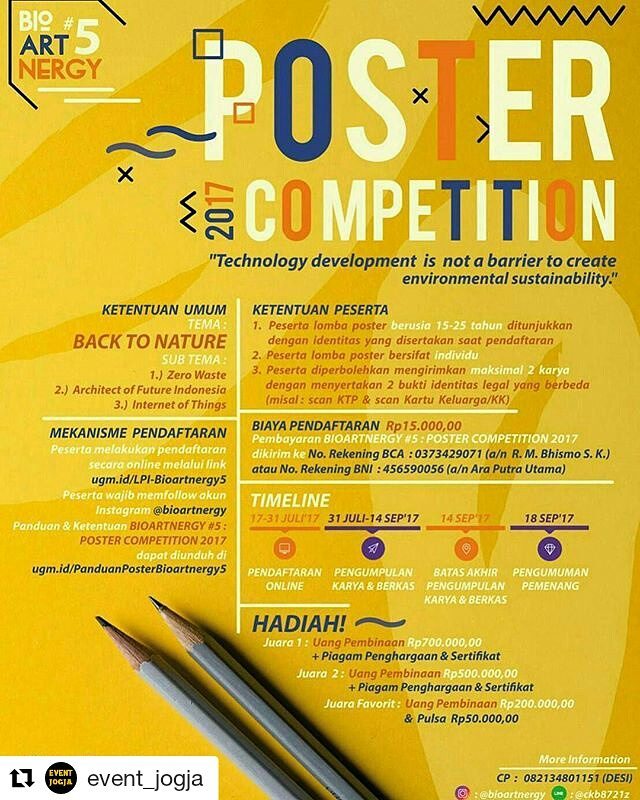 BIO
ART #5
NERGY
POSTER
2017 COMPETITION
"Technology development is not a barrier to create
environmental sustainability."
KETENTUAN UMUM
TEMA :
BACK TO NATURE
SUB TEMA :
1.) Zero Waste
2.) Architect of Future Indonesia
3.) Internet of Things
MEKANISME PENDAFTARAN
Peserta melakukan pendaftaran
secara online melalui link
ugm.id/LPI-Bioartnergy5
Peserta wajib memfollow akun
Instagram @bioartnergy
Panduan & Ketentuan BIOARTNERGY #5 :
POSTER COMPETITION 2017
dapat diunduh di
ugm.id/PanduanPosterBioartnergy5
KETENTUAN PESERTA
1. Peserta lomba poster berusia 15-25 tahun ditunjukkan
dengan identitas yang disertakan saat pendaftaran
2. Peserta lomba poster bersifat individu
3. Peserta diperbolehkan mengirimkan maksimal 2 karya
dengan menyertakan 2 bukti identitas legal yang berbeda
(misal : scan KTP & scan Kartu Keluarga/KK)
BIAYA PENDAFTARAN Rp15.000,00
Pembayaran BIOARTNERGY #5 : POSTER COMPETITION 2017
dikirim ke No. Rekening BCA : 0373429071 (a/n R. M. Bhismo S. K.)
atau No. Rekening BNI : 456590056 (a/n Ara Putra Utama)
TIMELINE
17-31 JULI'17 31 JULI-14 SEP'17 14 SEP'17 18 SEP'17
PENDAFTARAN PENGUMPULAN BATAS AKHIR PENGUMUMAN
ONLINE KARYA & BERKAS PENGUMPULAN PEMENANG
KARYA & BERKAS
HADIAH!
Juara 1 : Uang Pembinaan Rp700.000,00
+ Piagam Penghargaan & Sertifikat
Juara 2 : Uang Pembinaan Rp500.000,00
+ Piagam Penghargaan & Sertifikat
Juara Favorit : Uang Pembinaan Rp200.000,00
& Pulsa Rp50.000,00
More Information
CP : 082134801151 (DESI)
: @bioartnergy LINE : @ckb8721z
EVENT
JOGJA
event_jogja